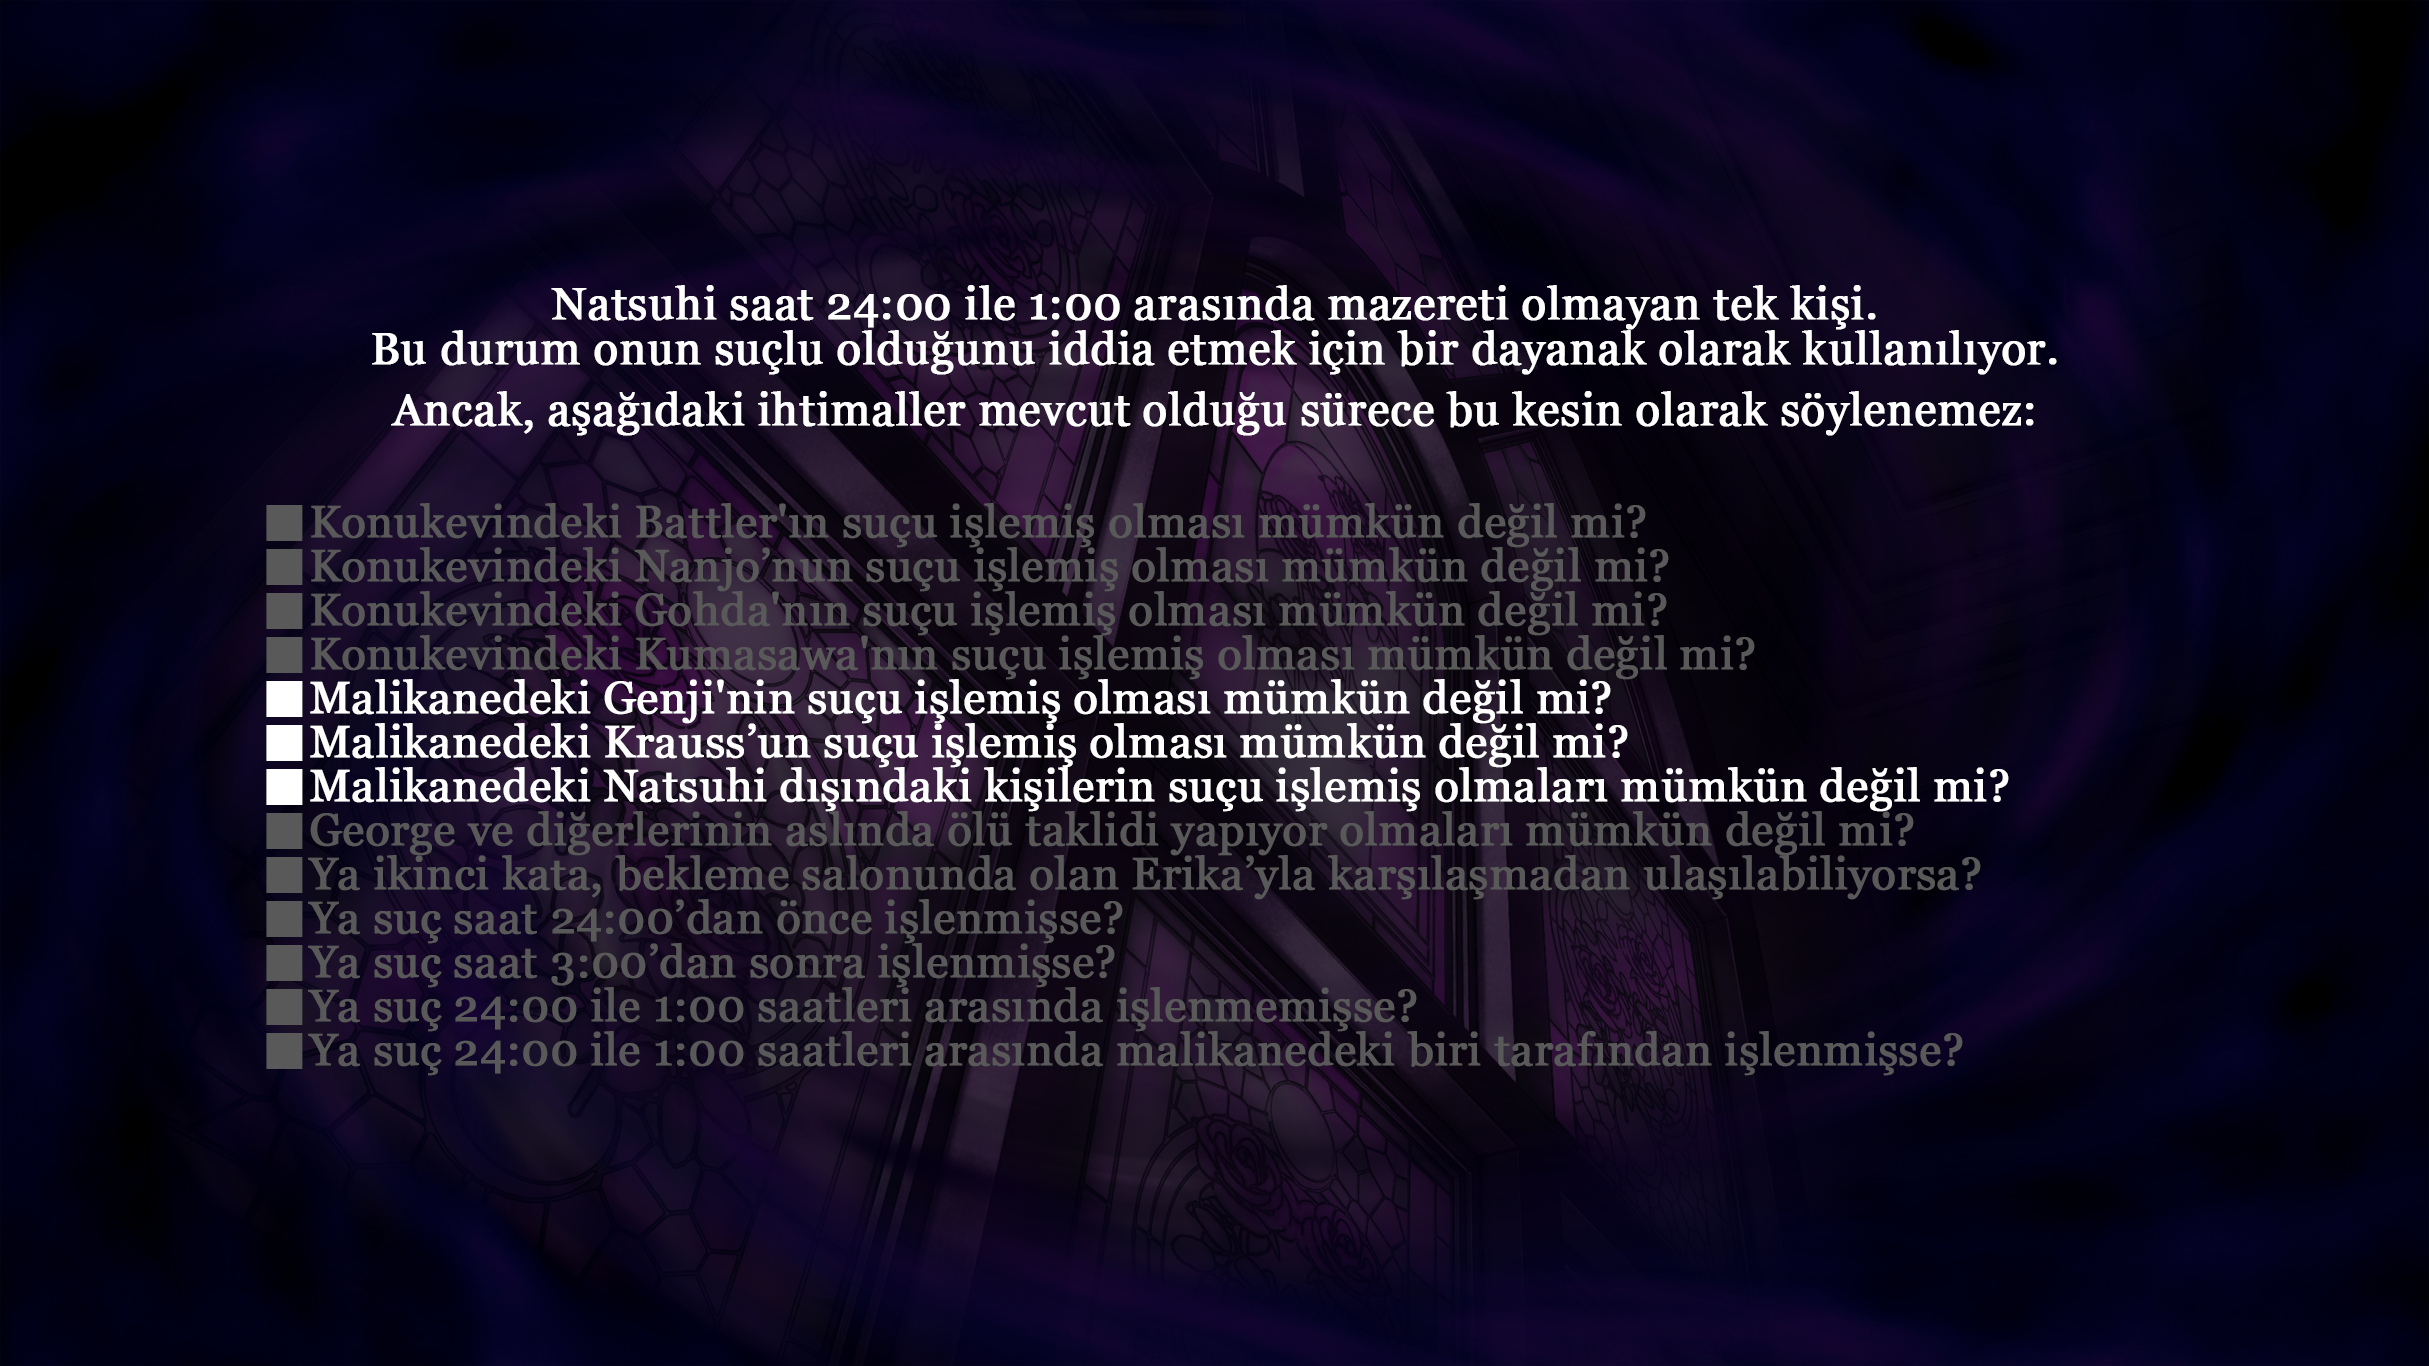 Natsuhi saat 24:00 ile 1:00 arasında mazereti olmayan tek kişi.
Bu durum onun suçlu olduğunu iddia etmek için bir dayanak olarak kullanılıyor.
Ancak, aşağıdaki ihtimaller mevcut olduğu sürece bu kesin olarak söylenemez:
■Konukevindeki Battler'ın suçu işlemiş olması mümkün değil mi?
■Konukevindeki Nanjo’nun suçu işlemiş olması mümkün değil mi?
■Konukevindeki Gohda'nın suçu işlemiş olması mümkün değil mi?
■Konukevindeki Kumasawa'nın suçu işlemiş olması mümkün değil mi?
■Malikanedeki Genji'nin suçu işlemiş olması mümkün değil mi?
■Malikanedeki Krauss’un suçu işlemiş olması mümkün değil mi?
■Malikanedeki Natsuhi dışındaki kişilerin suçu işlemiş olmaları mümkün değil mi?
■George ve diğerlerinin aslında ölü taklidi yapıyor olmaları mümkün değil mi?
■Ya ikinci kata, bekleme salonunda olan Erika’yla karşılaşmadan ulaşılabiliyorsa?
■Ya suç saat 24:00’dan önce işlenmişse?
■Ya suç saat 3:00’dan sonra işlenmişse?
■Ya suç 24:00 ile 1:00 saatleri arasında işlenmemişse?
■Ya suç 24:00 ile 1:00 saatleri arasında malikanedeki biri tarafından işlenmişse?